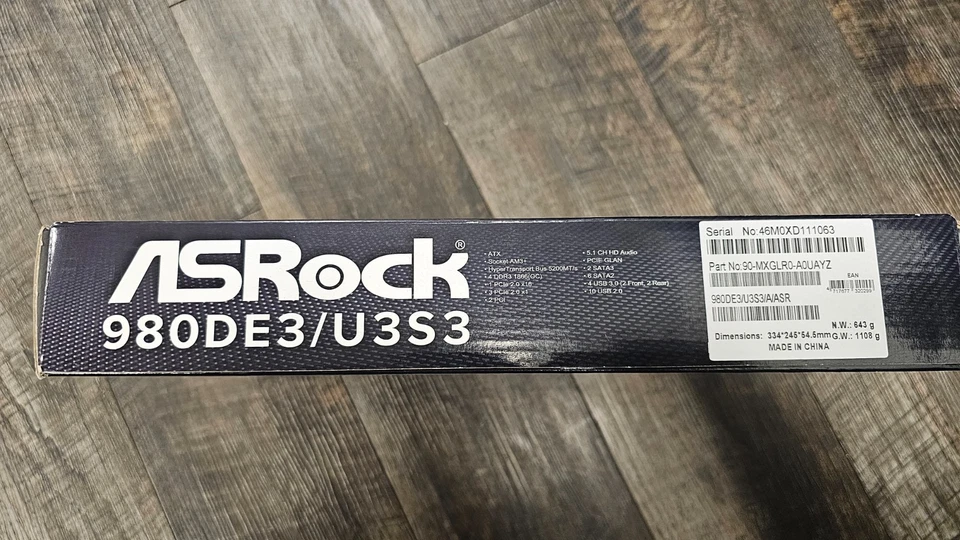 ASRock®
980DE3/U3S3
• ATX
• Socket AM3+
• HyperTransport Bus 5200MT/s
• 4 DDR3 1866(OC)
• 1 PCIe 2.0 x16
• 3 PCIe 2.0 x1
• 2 PCI
• 5.1 CH HD Audio
• PCIE GLAN
• 2 SATA3
• 6 SATA2
• 4 USB 3.0 (2 Front, 2 Rear)
• 10 USB 2.0
Serial No:46M0XD111063
Part No:90-MXGLR0-A0UAYZ
EAN
980DE3/U3S3/A/ASR
N.W.: 643 g
Dimensions: 334*245*54.5mm G.W.: 1108 g
MADE IN CHINA